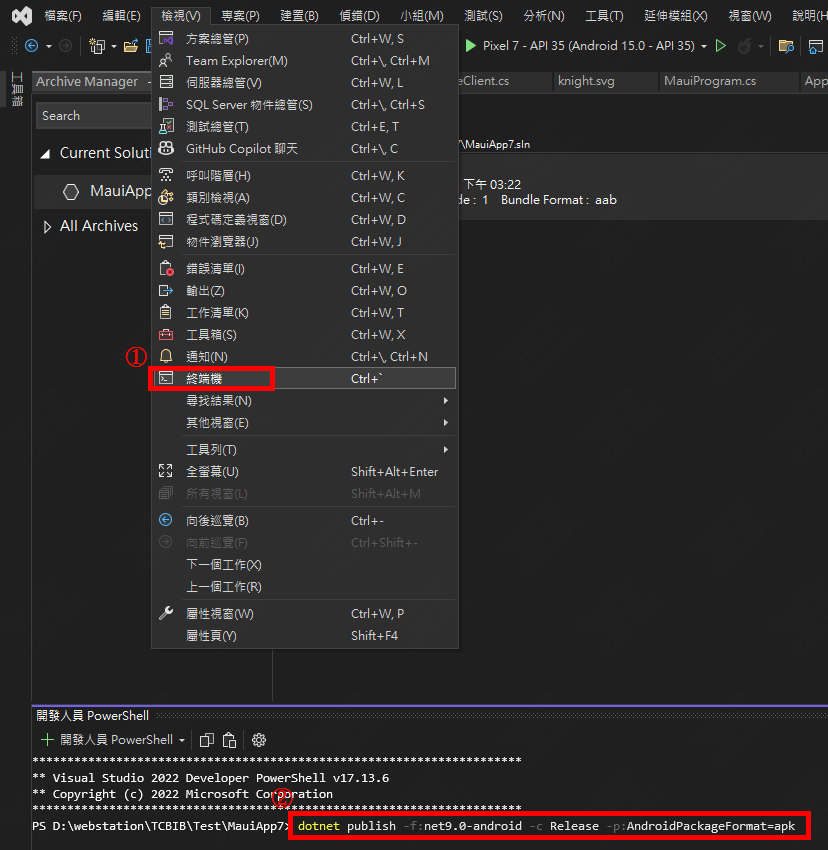 檔案(F) 編輯(E) 檢視(V) 專案(P) 建置(B) 偵錯(D) 小組(M) 測試(S) 分析(N) 工具(T) 延伸模組(X) 視窗(W) 說明(H)
Pixel 7 - API 35 (Android 15.0 - API 35)
工具箱
Archive Manager
eClient.cs knight.svg MauiProgram.cs App
Search
\MauiApp7.sln
Current Soluti
下午 03:22
MauiApp
de: 1 Bundle Format: aab
All Archives
方案總管(P) Ctrl+W, S
Team Explorer(M) Ctrl+\, Ctrl+M
伺服器總管(V) Ctrl+W, L
SQL Server 物件總管(S) Ctrl+\, Ctrl+S
測試總管(T) Ctrl+E, T
GitHub Copilot 聊天 Ctrl+\, C
呼叫階層(H) Ctrl+W, K
類別檢視(A) Ctrl+W, C
程式碼定義視窗(D) Ctrl+W, D
物件瀏覽器(J) Ctrl+W, J
錯誤清單(I) Ctrl+W, E
輸出(Z) Ctrl+W, O
工作清單(K) Ctrl+W, T
工具箱(S) Ctrl+W, X
① 通知(N) Ctrl+\, Ctrl+N
終端機 Ctrl+`
尋找結果(N)
其他視窗(E)
工具列(T)
全螢幕(U) Shift+Alt+Enter
所有視窗(L) Shift+Alt+M
向後巡覽(B) Ctrl+-
向前巡覽(F) Ctrl+Shift+-
下一個工作(X)
上一個工作(R)
屬性視窗(W) Ctrl+W, P
屬性頁(Y) Shift+F4
開發人員 PowerShell
開發人員 PowerShell
**********************************************************************
** Visual Studio 2022 Developer PowerShell v17.13.6
** Copyright (c) 2022 Microsoft Corporation
②
**********************************************************************
PS D:\webstation\TCBIB\Test\MauiApp7> dotnet publish -f:net9.0-android -c Release -p:AndroidPackageFormat=apk